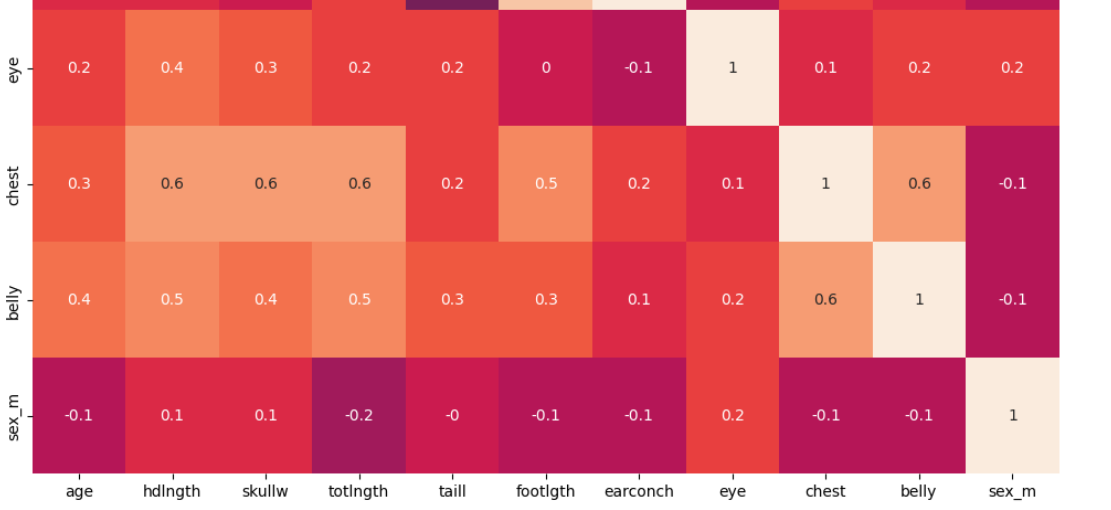 eye 0.2 0.4 0.3 0.2 0.2 0 -0.1 1 0.1 0.2 0.2
chest 0.3 0.6 0.6 0.6 0.2 0.5 0.2 0.1 1 0.6 -0.1
belly 0.4 0.5 0.4 0.5 0.3 0.3 0.1 0.2 0.6 1 -0.1
sex_m -0.1 0.1 0.1 -0.2 -0 -0.1 -0.1 0.2 -0.1 -0.1 1
age hdlngth skullw totlngth taill footlgth earconch eye chest belly sex_m